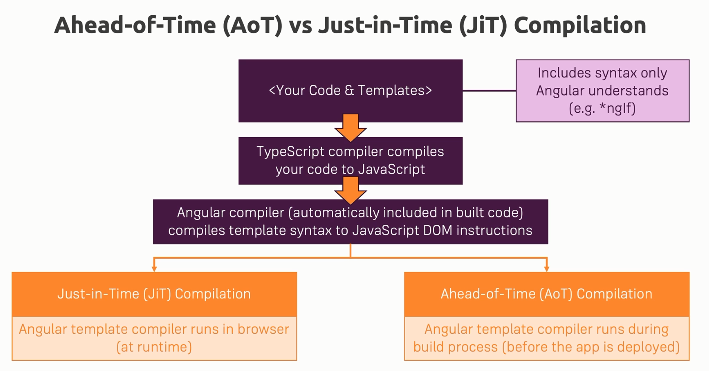 Ahead-of-Time (AoT) vs Just-in-Time (JiT) Compilation
<Your Code & Templates>
Includes syntax only
Angular understands
(e.g. *ngIf)
TypeScript compiler compiles
your code to JavaScript
Angular compiler (automatically included in built code)
compiles template syntax to JavaScript DOM instructions
Just-in-Time (JiT) Compilation
Angular template compiler runs in browser
(at runtime)
Ahead-of-Time (AoT) Compilation
Angular template compiler runs during
build process (before the app is deployed)